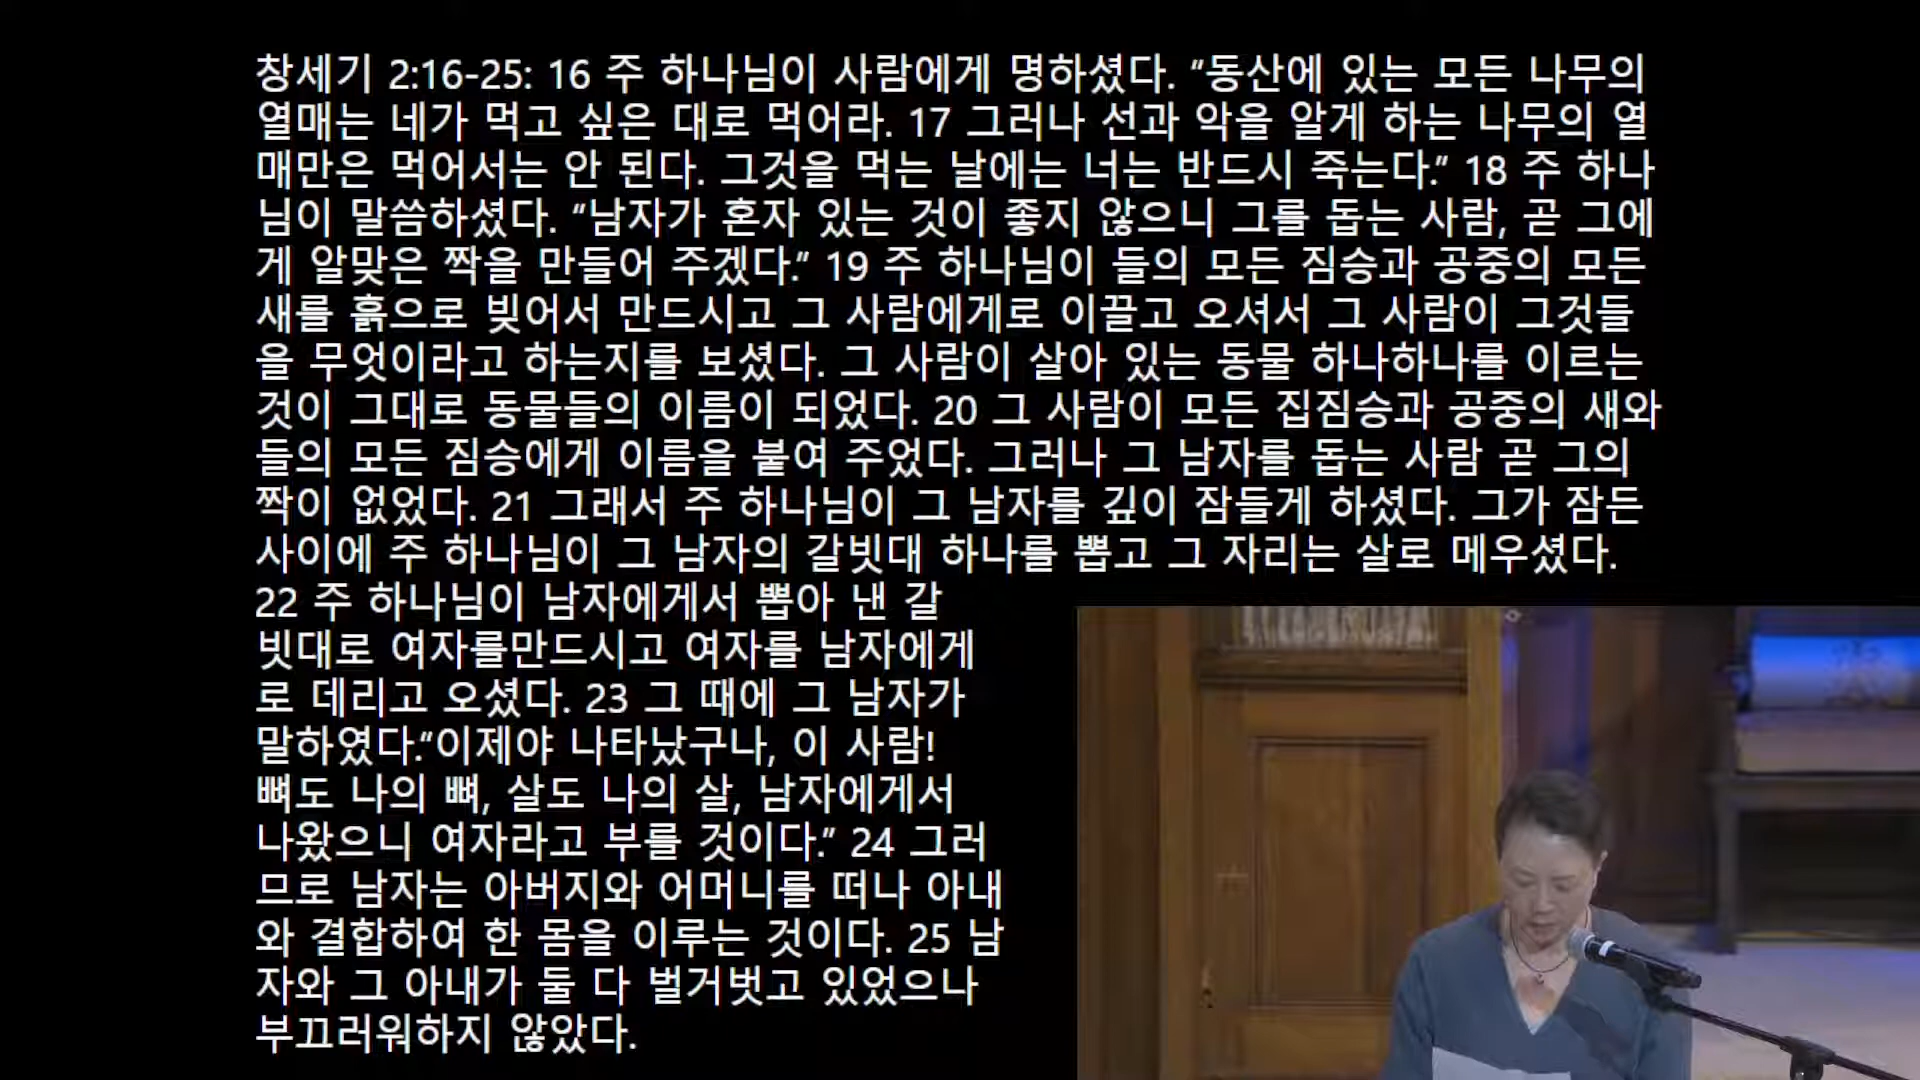 창세기 2:16-25: 16 주 하나님이 사람에게 명하셨다. “동산에 있는 모든 나무의
열매는 네가 먹고 싶은 대로 먹어라. 17 그러나 선과 악을 알게 하는 나무의 열
매만은 먹어서는 안 된다. 그것을 먹는 날에는 너는 반드시 죽는다.” 18 주 하나
님이 말씀하셨다. “남자가 혼자 있는 것이 좋지 않으니 그를 돕는 사람, 곧 그에
게 알맞은 짝을 만들어 주겠다.” 19 주 하나님이 들의 모든 짐승과 공중의 모든
새를 흙으로 빚어서 만드시고 그 사람에게로 이끌고 오셔서 그 사람이 그것들
을 무엇이라고 하는지를 보셨다. 그 사람이 살아 있는 동물 하나하나를 이르는
것이 그대로 동물들의 이름이 되었다. 20 그 사람이 모든 집짐승과 공중의 새와
들의 모든 짐승에게 이름을 붙여 주었다. 그러나 그 남자를 돕는 사람 곧 그의
짝이 없었다. 21 그래서 주 하나님이 그 남자를 깊이 잠들게 하셨다. 그가 잠든
사이에 주 하나님이 그 남자의 갈빗대 하나를 뽑고 그 자리는 살로 메우셨다.
22 주 하나님이 남자에게서 뽑아 낸 갈
빗대로 여자를만드시고 여자를 남자에게
로 데리고 오셨다. 23 그 때에 그 남자가
말하였다.“이제야 나타났구나, 이 사람!
뼈도 나의 뼈, 살도 나의 살, 남자에게서
나왔으니 여자라고 부를 것이다.” 24 그러
므로 남자는 아버지와 어머니를 떠나 아내
와 결합하여 한 몸을 이루는 것이다. 25 남
자와 그 아내가 둘 다 벌거벗고 있었으나
부끄러워하지 않았다.